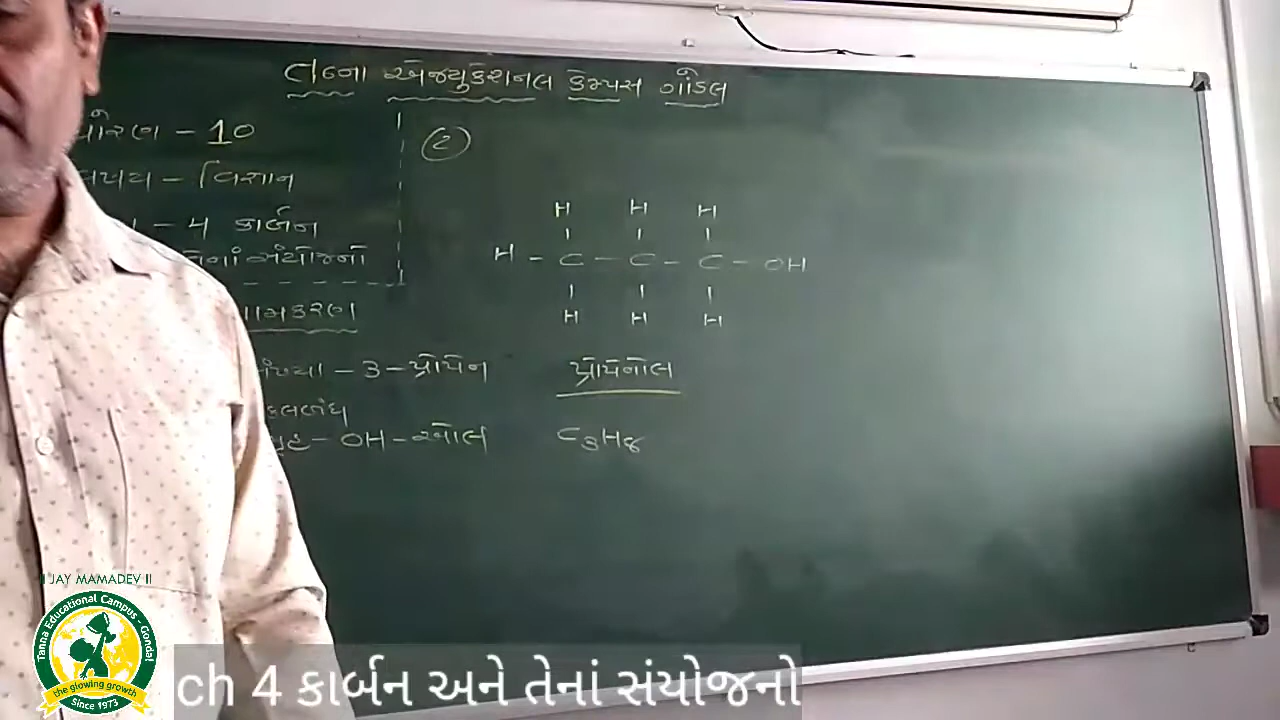 તન્ના એજ્યુકેશનલ કેમ્પસ ગોંડલ
ધોરણ – 10
વિષય – વિજ્ઞાન
– 4 કાર્બન
તેનાં સંયોજનો
નામકરણ
②
H H H
H – C – C – C – OH
H H H
સંખ્યા – 3 – પ્રોપેન
પ્રોપેનોલ
– OH – ઓલ
C3H8
|| JAY MAMADEV ||
Tanna Educational Campus - Gondal
the glowing growth
Since 1973
ch 4 કાર્બન અને તેનાં સંયોજનો